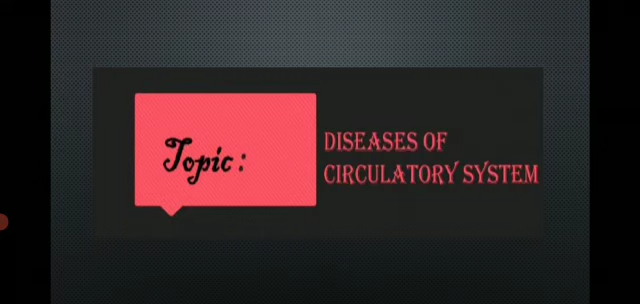 Topic :
DISEASES OF
CIRCULATORY SYSTEM